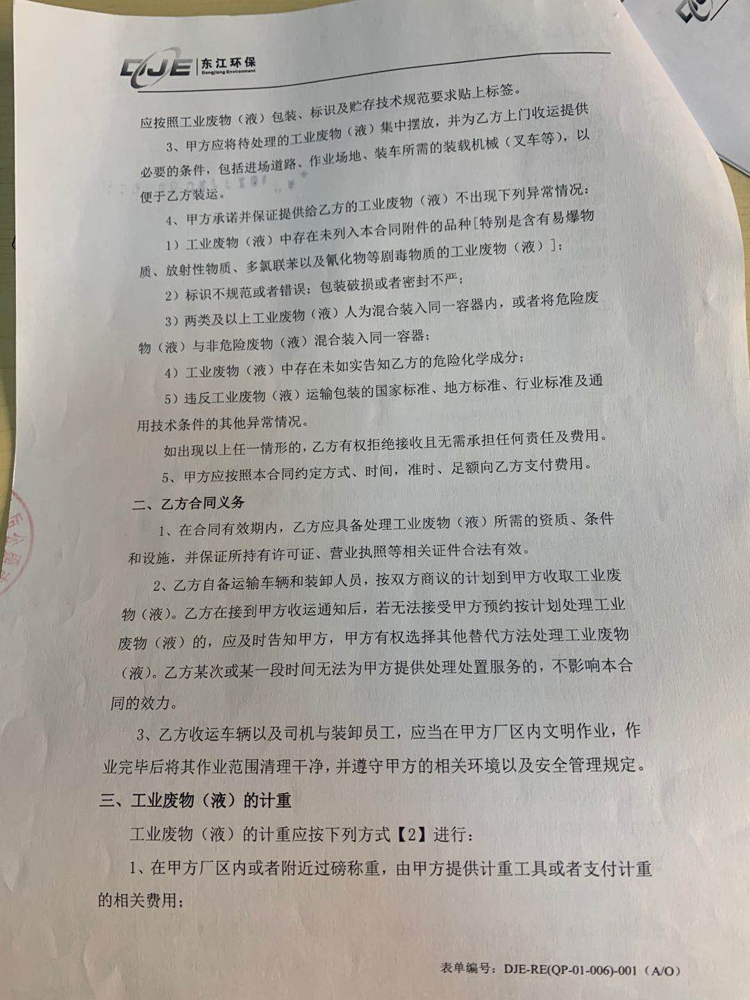 DJE 东江环保
Dongjiang Environment
应按照工业废物（液）包装、标识及贮存技术规范要求贴上标签。
3、甲方应将待处理的工业废物（液）集中摆放，并为乙方上门收运提供
必要的条件，包括进场道路、作业场地、装车所需的装载机械（叉车等），以
便于乙方装运。
4、甲方承诺并保证提供给乙方的工业废物（液）不出现下列异常情况：
1）工业废物（液）中存在未列入本合同附件的品种[特别是含有易爆物
质、放射性物质、多氯联苯以及氰化物等剧毒物质的工业废物（液）]；
2）标识不规范或者错误；包装破损或者密封不严；
3）两类及以上工业废物（液）人为混合装入同一容器内，或者将危险废
物（液）与非危险废物（液）混合装入同一容器；
4）工业废物（液）中存在未如实告知乙方的危险化学成分；
5）违反工业废物（液）运输包装的国家标准、地方标准、行业标准及通
用技术条件的其他异常情况。
如出现以上任一情形的，乙方有权拒绝接收且无需承担任何责任及费用。
5、甲方应按照本合同约定方式、时间，准时、足额向乙方支付费用。
二、乙方合同义务
1、在合同有效期内，乙方应具备处理工业废物（液）所需的资质、条件
和设施，并保证所持有许可证、营业执照等相关证件合法有效。
2、乙方自备运输车辆和装卸人员，按双方商议的计划到甲方收取工业废
物（液）。乙方在接到甲方收运通知后，若无法接受甲方预约按计划处理工业
废物（液）的，应及时告知甲方，甲方有权选择其他替代方法处理工业废物
（液）。乙方某次或某一段时间无法为甲方提供处理处置服务的，不影响本合
同的效力。
3、乙方收运车辆以及司机与装卸员工，应当在甲方厂区内文明作业，作
业完毕后将其作业范围清理干净，并遵守甲方的相关环境以及安全管理规定。
三、工业废物（液）的计重
工业废物（液）的计重应按下列方式【2】进行：
1、在甲方厂区内或者附近过磅称重，由甲方提供计重工具或者支付计重
的相关费用；
表单编号：DJE-RE(QP-01-006)-001（A/O）